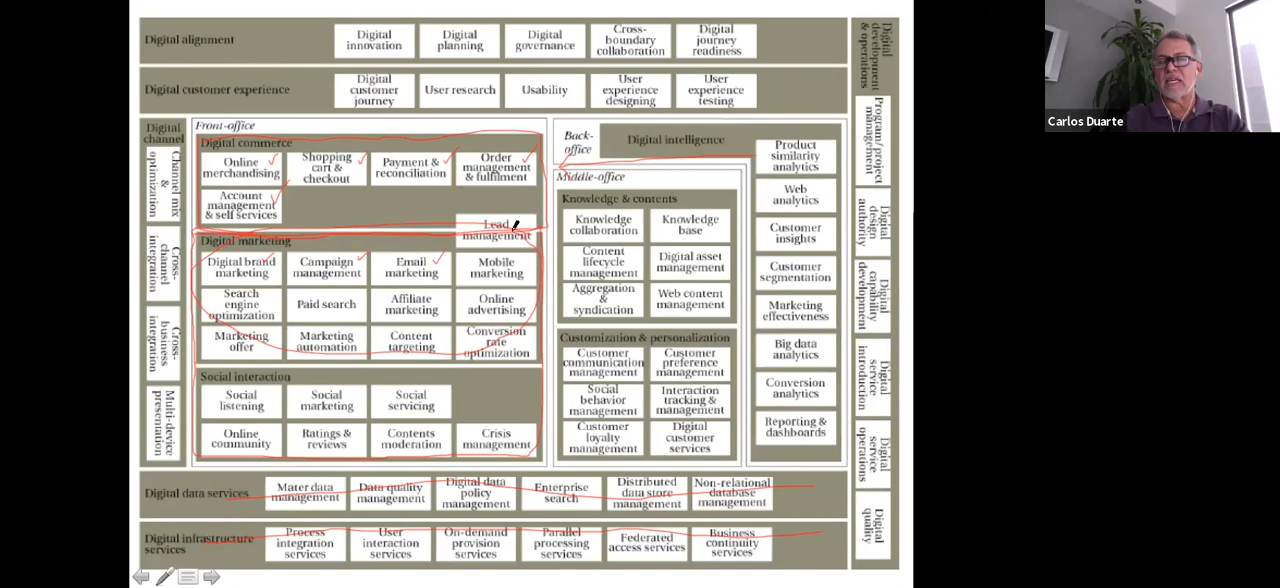 Digital alignment
Digital
innovation
Digital
planning
Digital
governance
Cross-
boundary
collaboration
Digital
journey
readiness
Digital customer experience
Digital
customer
journey
User research
Usability
User
experience
designing
User
experience
testing
Digital
channel
Channel mix
&
optimization
Cross-
channel
integration
Cross-
business
integration
Multi-device
presentation
Front-office
Digital commerce
Online
merchandising
Shopping
cart &
checkout
Payment &
reconciliation
Order
management
& fulfilment
Account
management
& self services
Lead
management
Digital marketing
Digital brand
marketing
Campaign
management
Email
marketing
Mobile
marketing
Search
engine
optimization
Paid search
Affiliate
marketing
Online
advertising
Marketing
offer
Marketing
automation
Content
targeting
Conversion
rate
optimization
Social interaction
Social
listening
Social
marketing
Social
servicing
Online
community
Ratings &
reviews
Contents
moderation
Crisis
management
Back-
office
Digital intelligence
Middle-office
Knowledge & contents
Knowledge
collaboration
Knowledge
base
Content
lifecycle
management
Digital asset
management
Aggregation
&
syndication
Web content
management
Customization & personalization
Customer
communication
management
Customer
preference
management
Social
behavior
management
Interaction
tracking &
management
Customer
loyalty
management
Digital
customer
services
Product
similarity
analytics
Web
analytics
Customer
insights
Customer
segmentation
Marketing
effectiveness
Big data
analytics
Conversion
analytics
Reporting &
dashboards
Digital data services
Mater data
management
Data quality
management
Digital data
policy
management
Enterprise
search
Distributed
data store
management
Non-relational
database
management
Digital infrastructure
services
Process
integration
services
User
interaction
services
On-demand
provision
services
Parallel
processing
services
Federated
access services
Business
continuity
services
Digital
development
& operations
Program/project
management
Digital
design
authority
Digital
capability
development
Digital
service
introduction
Digital
service
operations
Digital
quality
Carlos Duarte